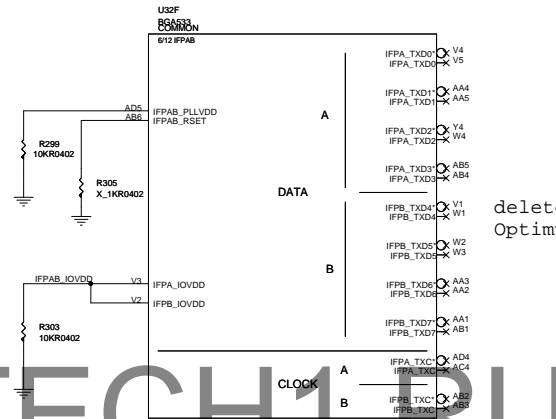 U32F
BGA533
COMMON
6/12 IFPAB
IFPA_TXD0* V4
IFPA_TXD0 V5
IFPA_TXD1* AA4
IFPA_TXD1 AA5
AD5 IFPAB_PLLVDD
AB6 IFPAB_RSET
A
IFPA_TXD2* Y4
IFPA_TXD2 W4
R299
10KR0402
IFPA_TXD3* AB5
IFPA_TXD3 AB4
R305
X_1KR0402
DATA
IFPB_TXD4* V1
IFPB_TXD4 W1
IFPB_TXD5* W2
IFPB_TXD5 W3
B
IFPAB_IOVDD V3 IFPA_IOVDD
IFPB_TXD6* AA3
IFPB_TXD6 AA2
V2 IFPB_IOVDD
R303
10KR0402
IFPB_TXD7* AA1
IFPB_TXD7 AB1
A
IFPA_TXC* AD4
IFPA_TXC AC4
CLOCK
B
IFPB_TXC* AB2
IFPB_TXC AB3